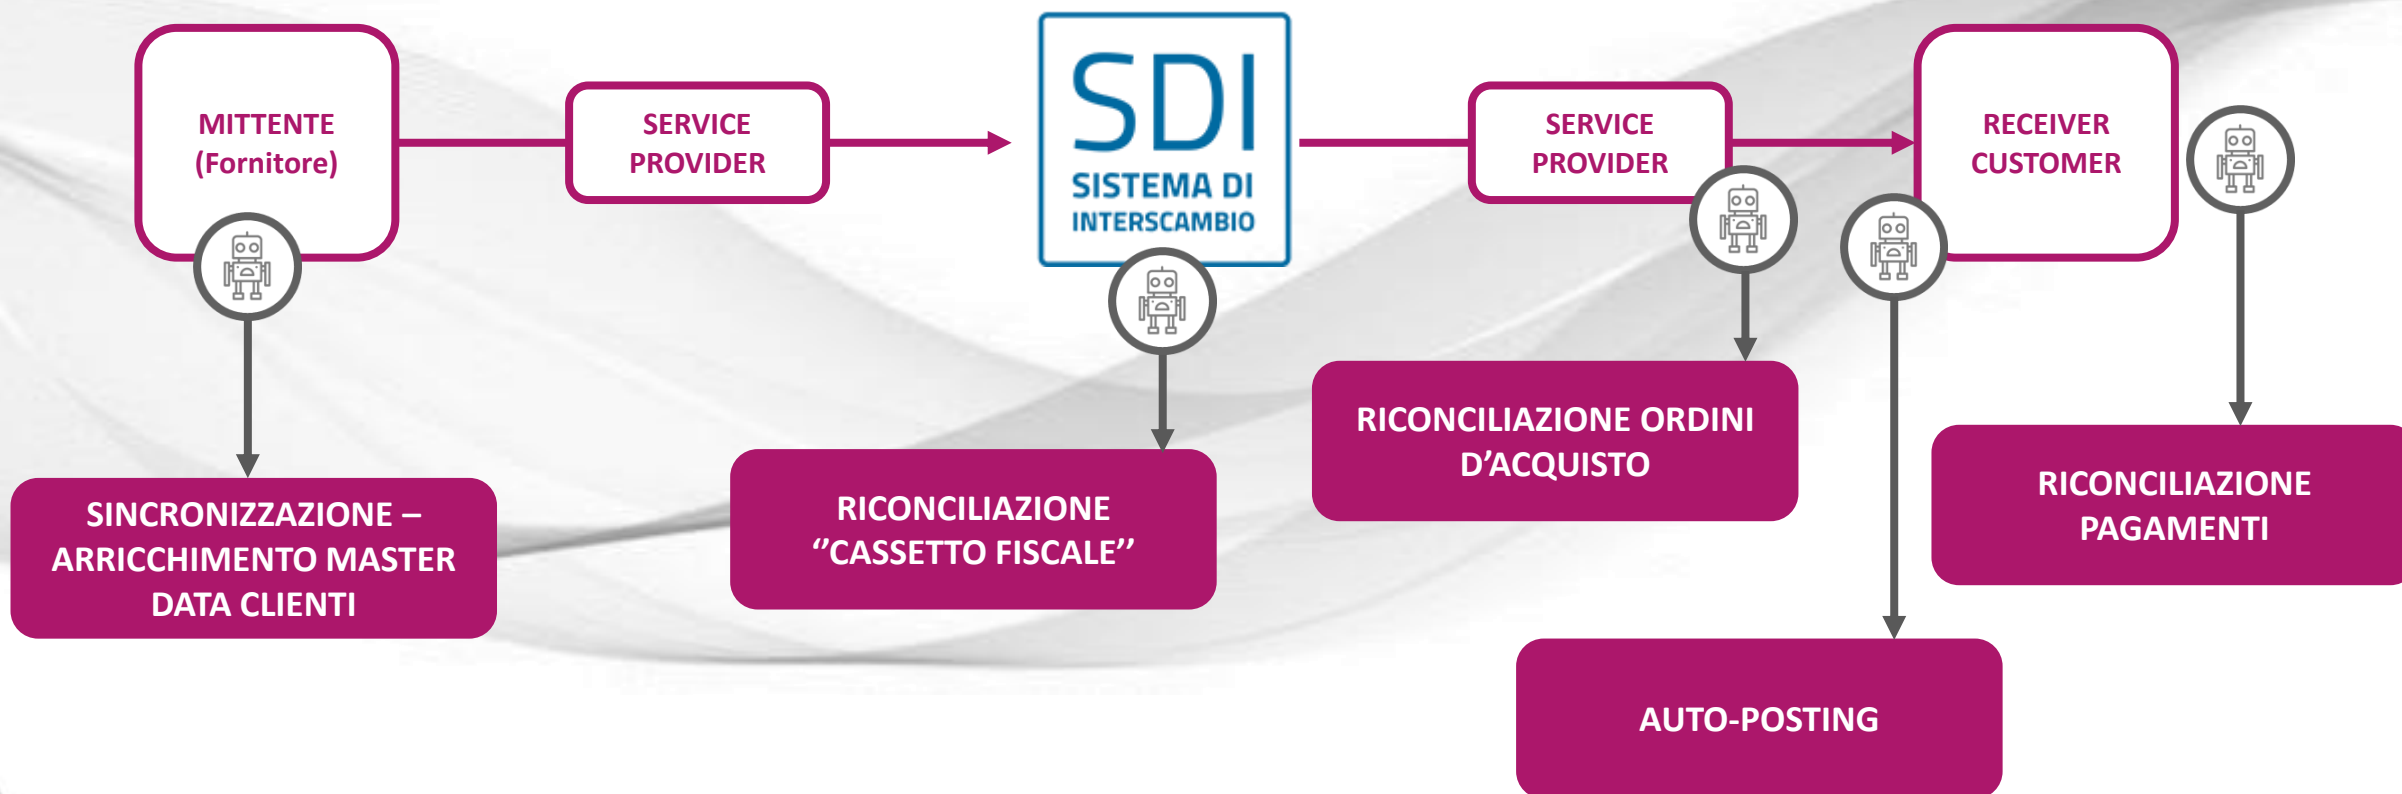 MITTENTE
(Fornitore)
SERVICE
PROVIDER
SDI
SISTEMA DI
INTERSCAMBIO
SERVICE
PROVIDER
RECEIVER
CUSTOMER
SINCRONIZZAZIONE –
ARRICCHIMENTO MASTER
DATA CLIENTI
RICONCILIAZIONE
‘’CASSETTO FISCALE’’
RICONCILIAZIONE ORDINI
D’ACQUISTO
AUTO-POSTING
RICONCILIAZIONE
PAGAMENTI